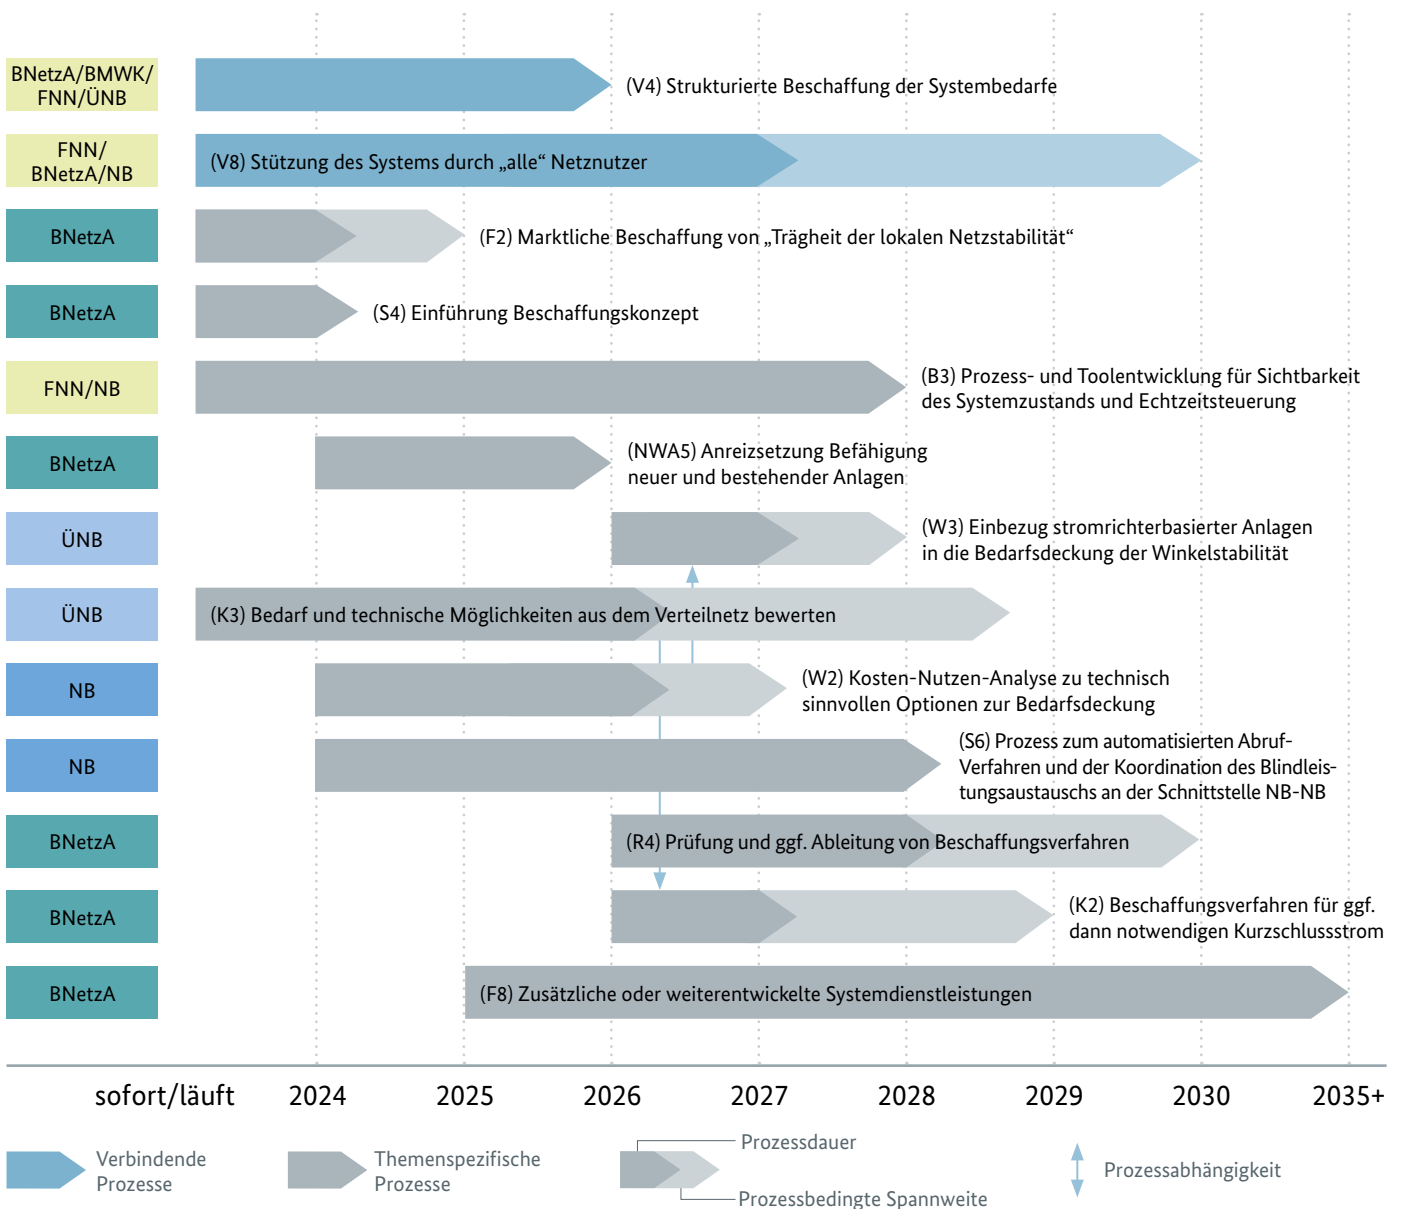 BNetzA/BMWK/
FNN/ÜNB
(V4) Strukturierte Beschaffung der Systembedarfe
FNN/
BNetzA/NB
(V8) Stützung des Systems durch „alle“ Netznutzer
BNetzA
(F2) Marktliche Beschaffung von „Trägheit der lokalen Netzstabilität“
BNetzA
(S4) Einführung Beschaffungskonzept
FNN/NB
(B3) Prozess- und Toolentwicklung für Sichtbarkeit
des Systemzustands und Echtzeitsteuerung
BNetzA
(NWA5) Anreizsetzung Befähigung
neuer und bestehender Anlagen
ÜNB
(W3) Einbezug stromrichterbasierter Anlagen
in die Bedarfsdeckung der Winkelstabilität
ÜNB
(K3) Bedarf und technische Möglichkeiten aus dem Verteilnetz bewerten
NB
(W2) Kosten-Nutzen-Analyse zu technisch
sinnvollen Optionen zur Bedarfsdeckung
NB
(S6) Prozess zum automatisierten Abruf-
Verfahren und der Koordination des Blindleis-
tungsaustauschs an der Schnittstelle NB-NB
BNetzA
(R4) Prüfung und ggf. Ableitung von Beschaffungsverfahren
BNetzA
(K2) Beschaffungsverfahren für ggf.
dann notwendigen Kurzschlussstrom
BNetzA
(F8) Zusätzliche oder weiterentwickelte Systemdienstleistungen
sofort/läuft 2024 2025 2026 2027 2028 2029 2030 2035+
Verbindende
Prozesse
Themenspezifische
Prozesse
Prozessdauer
Prozessbedingte Spannweite
Prozessabhängigkeit